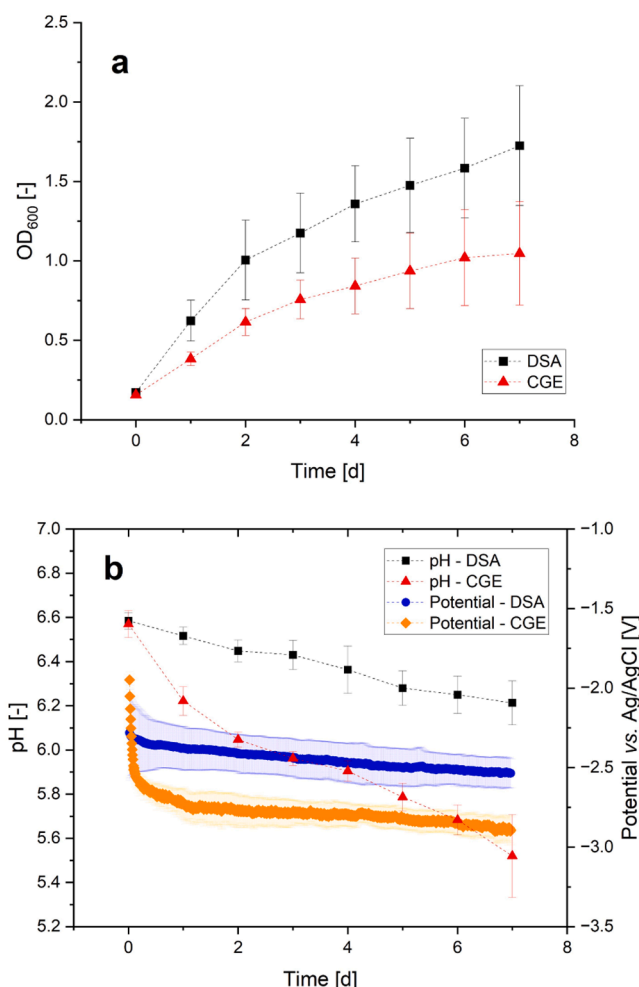 a
2.5
2.0
1.5
1.0
0.5
0.0
OD600 [-]
DSA
CGE
0 2 4 6 8
Time [d]
b
7.0
6.8
6.6
6.4
6.2
6.0
5.8
5.6
5.4
5.2
pH [-]
pH - DSA
pH - CGE
Potential - DSA
Potential - CGE
−1.0
−1.5
−2.0
−2.5
−3.0
−3.5
Potential vs. Ag/AgCl [V]
0 2 4 6 8
Time [d]